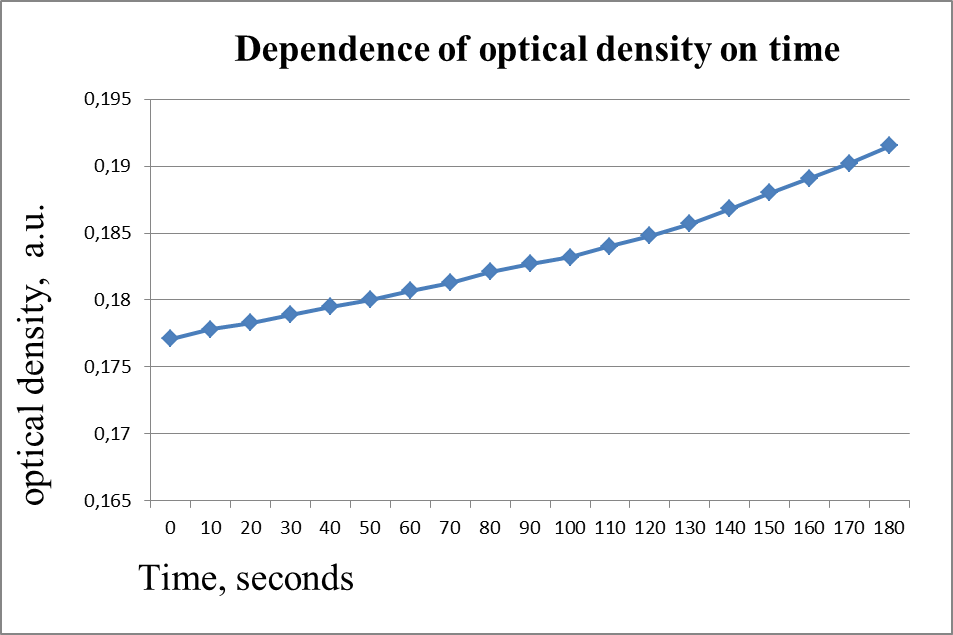 Dependence of optical density on time
optical density, a.u.
0,195
0,19
0,185
0,18
0,175
0,17
0,165
0 10 20 30 40 50 60 70 80 90 100 110 120 130 140 150 160 170 180
Time, seconds